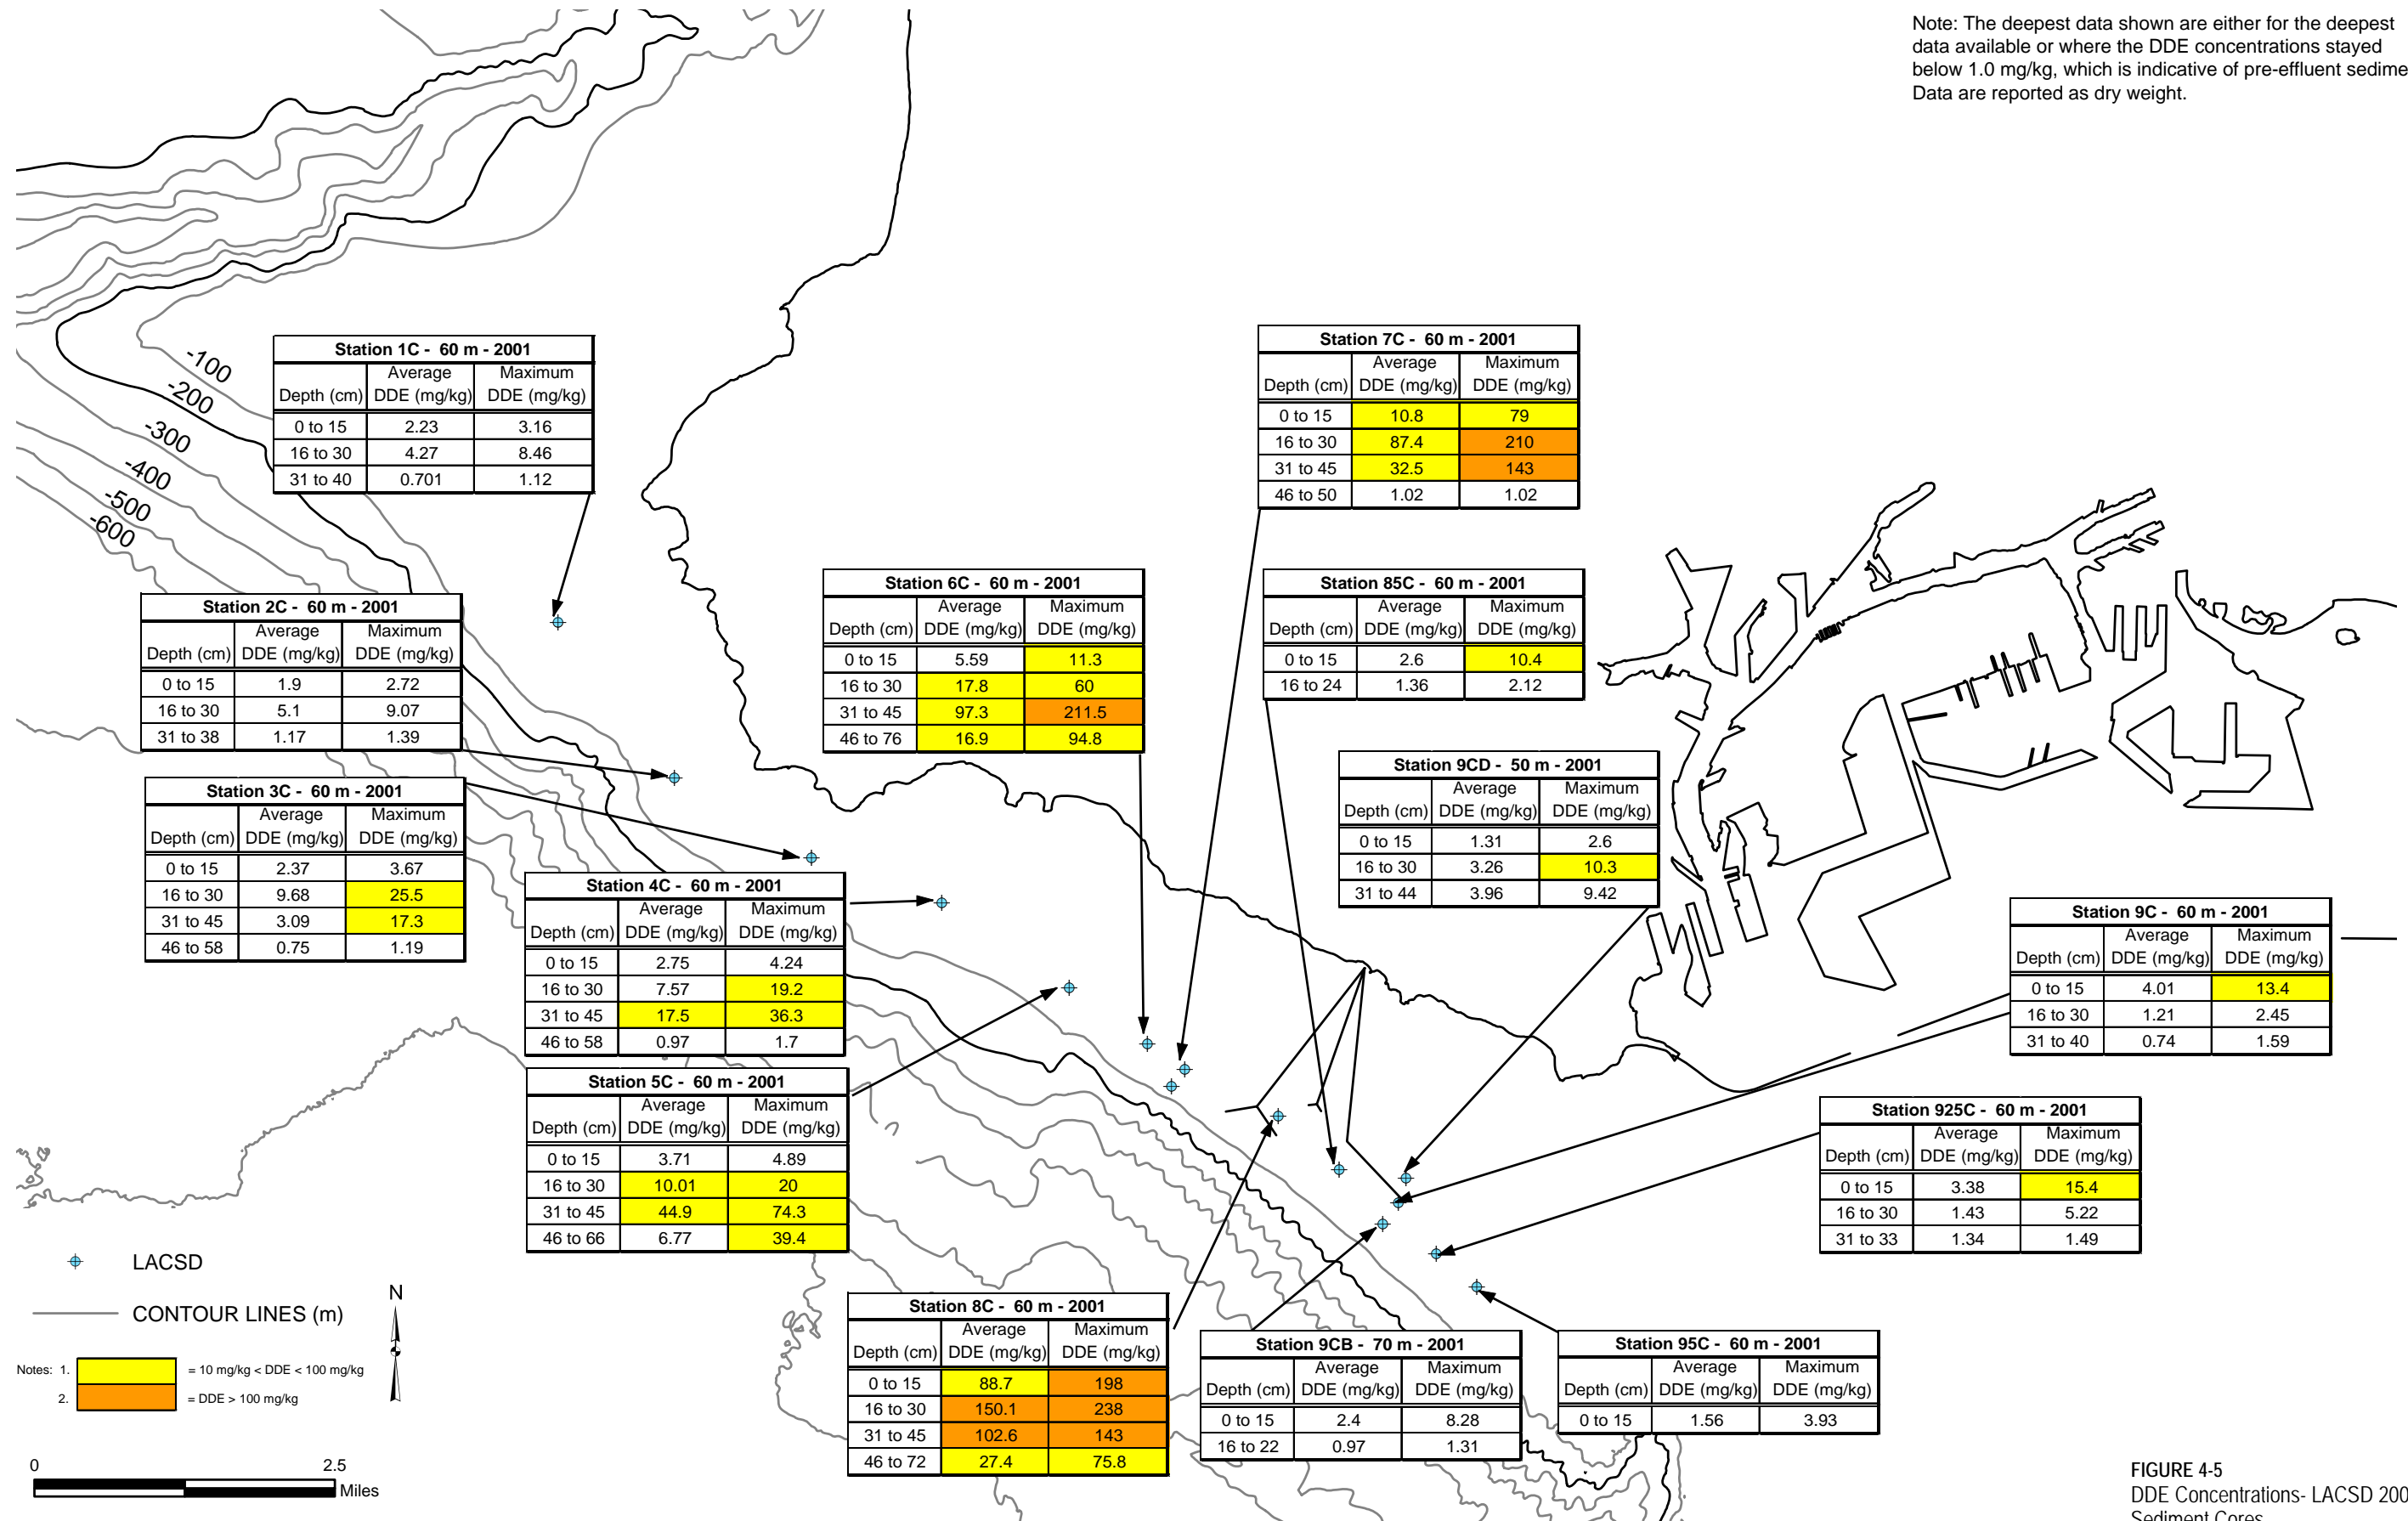 Note: The deepest data shown are either for the deepest
data available or where the DDE concentrations stayed
below 1.0 mg/kg, which is indicative of pre-effluent sedime
Data are reported as dry weight.
-100
-200
-300
-400
-500
-600
Station 1C - 60 m - 2001
Depth (cm) Average DDE (mg/kg) Maximum DDE (mg/kg)
0 to 15 2.23 3.16
16 to 30 4.27 8.46
31 to 40 0.701 1.12
Station 7C - 60 m - 2001
Depth (cm) Average DDE (mg/kg) Maximum DDE (mg/kg)
0 to 15 10.8 79
16 to 30 87.4 210
31 to 45 32.5 143
46 to 50 1.02 1.02
Station 2C - 60 m - 2001
Depth (cm) Average DDE (mg/kg) Maximum DDE (mg/kg)
0 to 15 1.9 2.72
16 to 30 5.1 9.07
31 to 38 1.17 1.39
Station 6C - 60 m - 2001
Depth (cm) Average DDE (mg/kg) Maximum DDE (mg/kg)
0 to 15 5.59 11.3
16 to 30 17.8 60
31 to 45 97.3 211.5
46 to 76 16.9 94.8
Station 85C - 60 m - 2001
Depth (cm) Average DDE (mg/kg) Maximum DDE (mg/kg)
0 to 15 2.6 10.4
16 to 24 1.36 2.12
Station 3C - 60 m - 2001
Depth (cm) Average DDE (mg/kg) Maximum DDE (mg/kg)
0 to 15 2.37 3.67
16 to 30 9.68 25.5
31 to 45 3.09 17.3
46 to 58 0.75 1.19
Station 9CD - 50 m - 2001
Depth (cm) Average DDE (mg/kg) Maximum DDE (mg/kg)
0 to 15 1.31 2.6
16 to 30 3.26 10.3
31 to 44 3.96 9.42
Station 4C - 60 m - 2001
Depth (cm) Average DDE (mg/kg) Maximum DDE (mg/kg)
0 to 15 2.75 4.24
16 to 30 7.57 19.2
31 to 45 17.5 36.3
46 to 58 0.97 1.7
Station 9C - 60 m - 2001
Depth (cm) Average DDE (mg/kg) Maximum DDE (mg/kg)
0 to 15 4.01 13.4
16 to 30 1.21 2.45
31 to 40 0.74 1.59
Station 5C - 60 m - 2001
Depth (cm) Average DDE (mg/kg) Maximum DDE (mg/kg)
0 to 15 3.71 4.89
16 to 30 10.01 20
31 to 45 44.9 74.3
46 to 66 6.77 39.4
Station 925C - 60 m - 2001
Depth (cm) Average DDE (mg/kg) Maximum DDE (mg/kg)
0 to 15 3.38 15.4
16 to 30 1.43 5.22
31 to 33 1.34 1.49
Station 8C - 60 m - 2001
Depth (cm) Average DDE (mg/kg) Maximum DDE (mg/kg)
0 to 15 88.7 198
16 to 30 150.1 238
31 to 45 102.6 143
46 to 72 27.4 75.8
Station 9CB - 70 m - 2001
Depth (cm) Average DDE (mg/kg) Maximum DDE (mg/kg)
0 to 15 2.4 8.28
16 to 22 0.97 1.31
Station 95C - 60 m - 2001
Depth (cm) Average DDE (mg/kg) Maximum DDE (mg/kg)
0 to 15 1.56 3.93
LACSD
CONTOUR LINES (m)
N
Notes: 1. = 10 mg/kg < DDE < 100 mg/kg
2. = DDE > 100 mg/kg
0 2.5
Miles
FIGURE 4-5
DDE Concentrations- LACSD 200
Sediment Cores